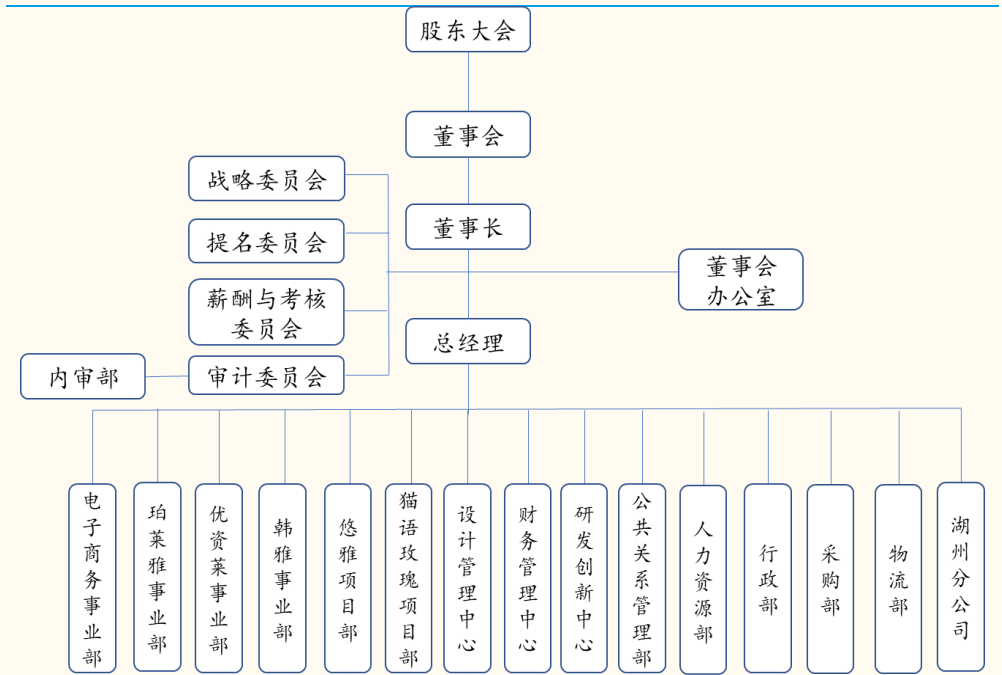 股东大会
董事会
战略委员会
董事长
提名委员会
董事会
办公室
薪酬与考核
委员会
总经理
内审部
审计委员会
电子商务事业部
珀莱雅事业部
优资莱事业部
韩雅事业部
悠雅项目部
猫语玫瑰项目部
设计管理中心
财务管理中心
研发创新中心
公共关系管理部
人力资源部
行政部
采购部
物流部
湖州分公司